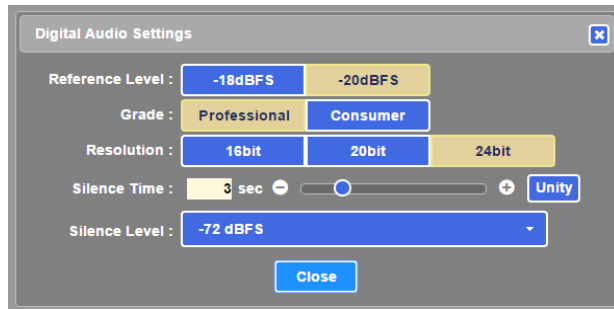 Digital Audio Settings
Reference Level : -18dBFS -20dBFS
Grade : Professional Consumer
Resolution : 16bit 20bit 24bit
Silence Time : 3 sec Unity
Silence Level : -72 dBFS
Close